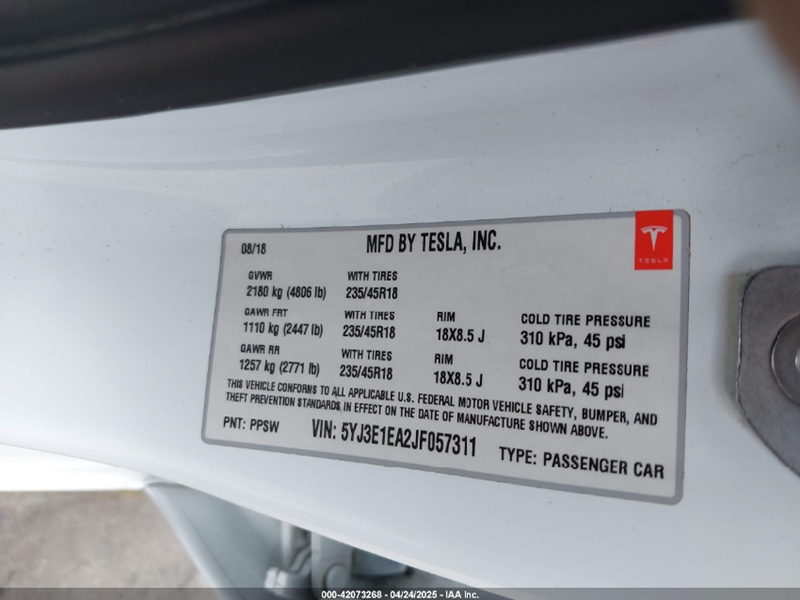 08/18 MFD BY TESLA, INC.
TESLA
GVWR WITH TIRES
2180 kg (4806 lb) 235/45R18
GAWR FRT WITH TIRES RIM COLD TIRE PRESSURE
1110 kg (2447 lb) 235/45R18 18X8.5 J 310 kPa, 45 psi
GAWR RR WITH TIRES RIM COLD TIRE PRESSURE
1257 kg (2771 lb) 235/45R18 18X8.5 J 310 kPa, 45 psi
THIS VEHICLE CONFORMS TO ALL APPLICABLE U.S. FEDERAL MOTOR VEHICLE SAFETY, BUMPER, AND
THEFT PREVENTION STANDARDS IN EFFECT ON THE DATE OF MANUFACTURE SHOWN ABOVE.
PNT: PPSW VIN: 5YJ3E1EA2JF057311 TYPE: PASSENGER CAR
000-42073268 - 04/24/2025 - IAA Inc.